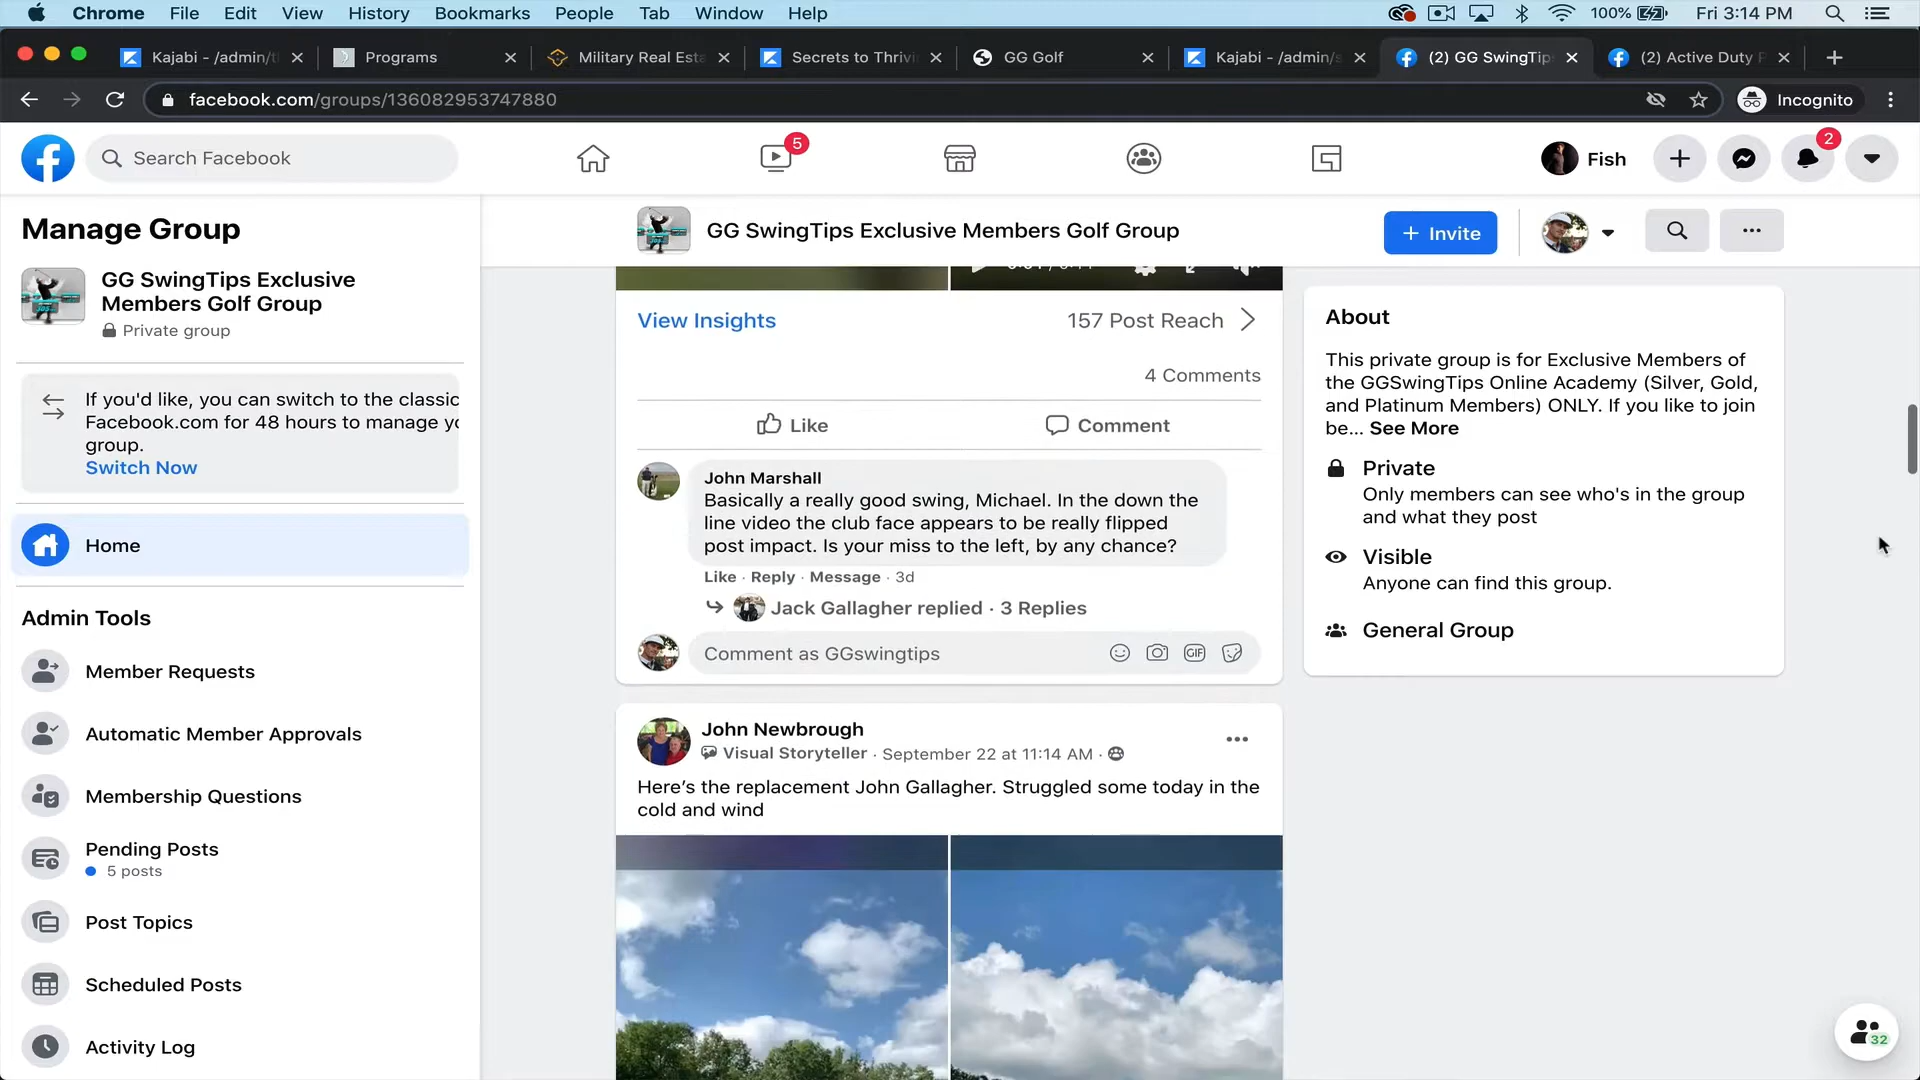 Chrome File Edit View History Bookmarks People Tab Window Help 100% Fri 3:14 PM
Kajabi - /admin/t Programs Military Real Esta Secrets to Thrivi GG Golf Kajabi - /admin/s (2) GG SwingTip (2) Active Duty P
facebook.com/groups/136082953747880 Incognito
Search Facebook 5 Fish 2
Manage Group
GG SwingTips Exclusive
Members Golf Group
Private group
If you'd like, you can switch to the classic
Facebook.com for 48 hours to manage yo
group.
Switch Now
Home
Admin Tools
Member Requests
Automatic Member Approvals
Membership Questions
Pending Posts
5 posts
Post Topics
Scheduled Posts
Activity Log
GG SwingTips Exclusive Members Golf Group
+ Invite
View Insights 157 Post Reach
4 Comments
Like Comment
John Marshall
Basically a really good swing, Michael. In the down the
line video the club face appears to be really flipped
post impact. Is your miss to the left, by any chance?
Like · Reply · Message · 3d
Jack Gallagher replied · 3 Replies
Comment as GGswingtips GIF
John Newbrough
Visual Storyteller · September 22 at 11:14 AM ·
Here's the replacement John Gallagher. Struggled some today in the
cold and wind
About
This private group is for Exclusive Members of
the GGSwingTips Online Academy (Silver, Gold,
and Platinum Members) ONLY. If you like to join
be... See More
Private
Only members can see who's in the group
and what they post
Visible
Anyone can find this group.
General Group
32